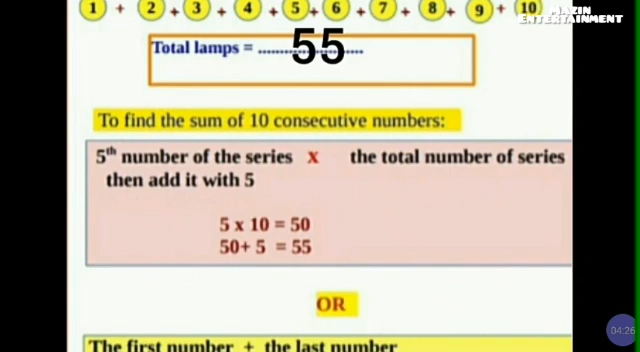 1 + 2 + 3 + 4 + 5 + 6 + 7 + 8 + 9 + 10
MAZIN
ENTERTAINMENT
Total lamps = .................... 55
To find the sum of 10 consecutive numbers:
5th number of the series x the total number of series
then add it with 5
5 x 10 = 50
50+ 5 = 55
OR
The first number + the last number
04:26